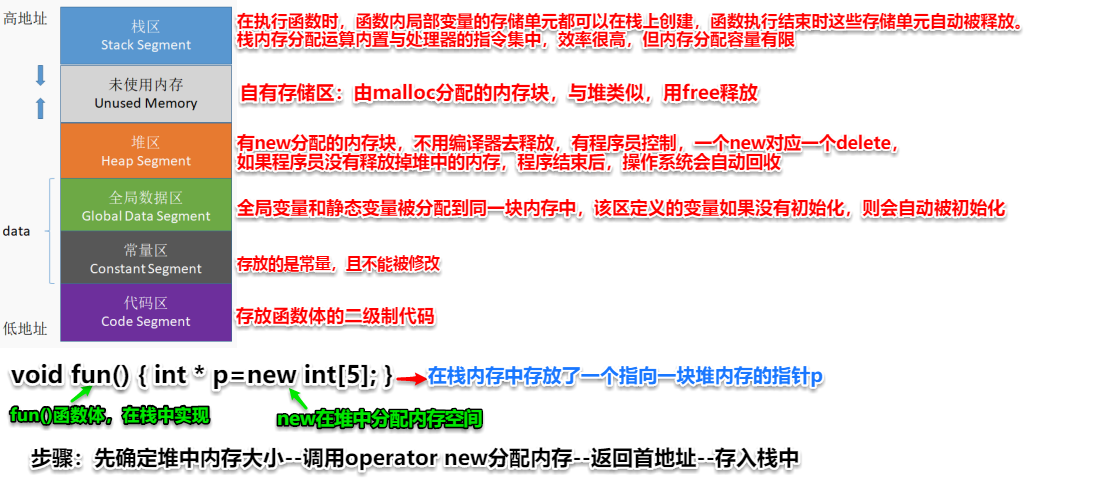 高地址
栈区
Stack Segment
在执行函数时，函数内局部变量的存储单元都可以在栈上创建，函数执行结束时这些存储单元自动被释放。
栈内存分配运算内置与处理器的指令集中，效率很高，但内存分配容量有限
未使用内存
Unused Memory
自有存储区：由malloc分配的内存块，与堆类似，用free释放
堆区
Heap Segment
有new分配的内存块，不用编译器去释放，有程序员控制，一个new对应一个delete，
如果程序员没有释放掉堆中的内存，程序结束后，操作系统会自动回收
全局数据区
Global Data Segment
全局变量和静态变量被分配到同一块内存中，该区定义的变量如果没有初始化，则会自动被初始化
data
常量区
Constant Segment
存放的是常量，且不能被修改
代码区
Code Segment
存放函数体的二级制代码
低地址
void fun() { int * p=new int[5]; }
在栈内存中存放了一个指向一块堆内存的指针p
fun()函数体，在栈中实现
new在堆中分配内存空间
步骤：先确定堆中内存大小--调用operator new分配内存--返回首地址--存入栈中